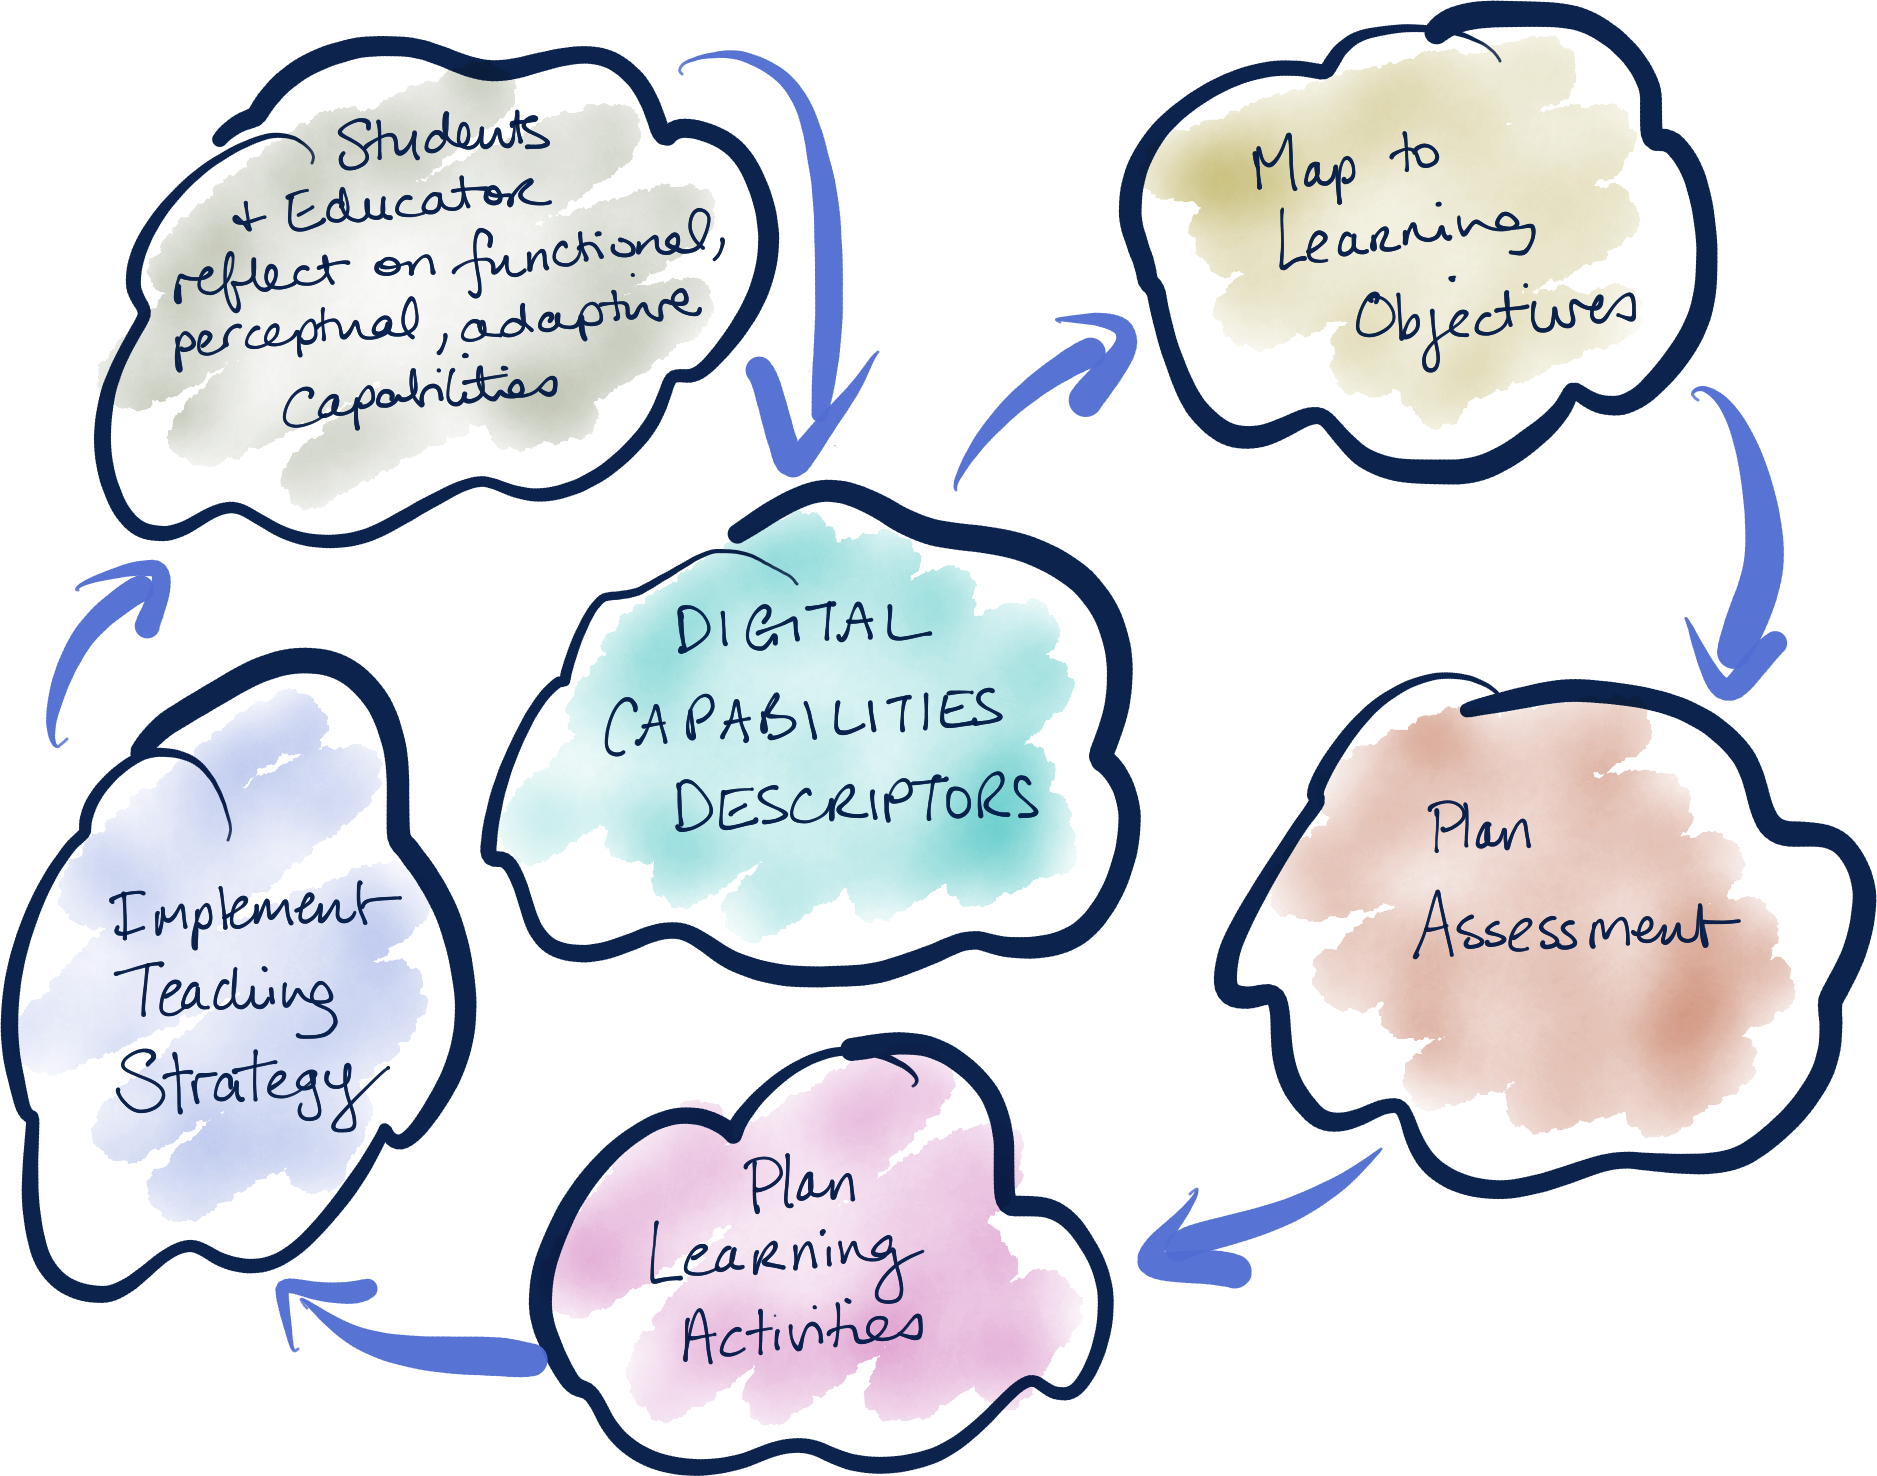 Students
+ Educator
reflect on functional,
perceptual, adaptive
capabilities
DIGITAL
CAPABILITIES
DESCRIPTORS
Map to
Learning
Objectives
Plan
Assessment
Plan
Learning
Activities
Implement
Teaching
Strategy